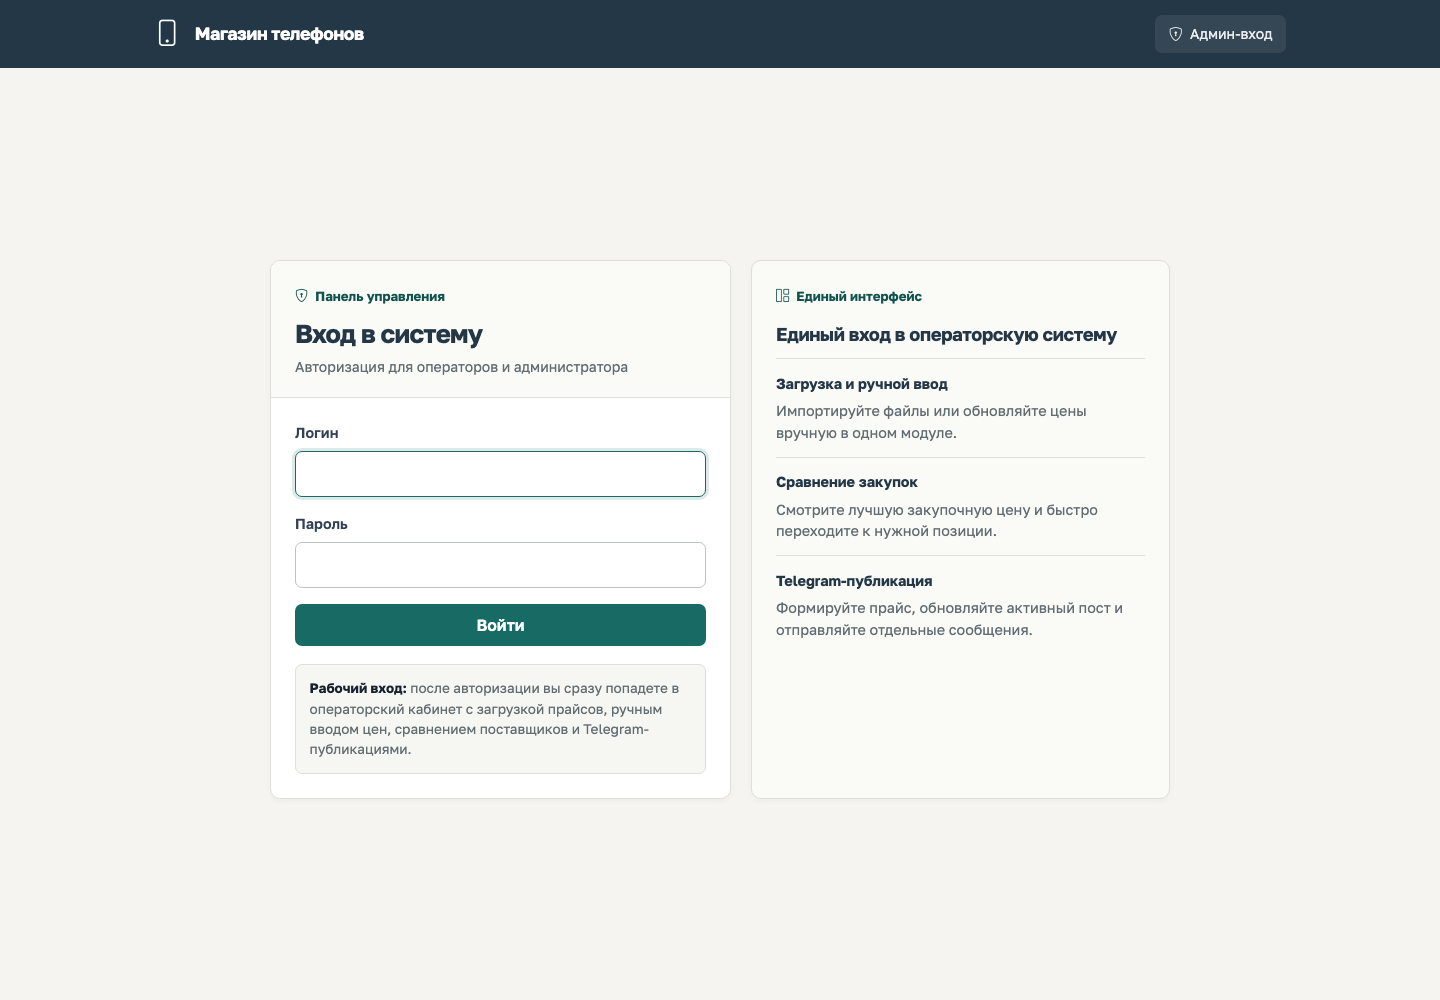 Магазин телефонов
Админ-вход
Панель управления
Вход в систему
Авторизация для операторов и администратора
Логин
Пароль
Войти
Рабочий вход: после авторизации вы сразу попадете в
операторский кабинет с загрузкой прайсов, ручным
вводом цен, сравнением поставщиков и Telegram-
публикациями.
Единый интерфейс
Единый вход в операторскую систему
Загрузка и ручной ввод
Импортируйте файлы или обновляйте цены
вручную в одном модуле.
Сравнение закупок
Смотрите лучшую закупочную цену и быстро
переходите к нужной позиции.
Telegram-публикация
Формируйте прайс, обновляйте активный пост и
отправляйте отдельные сообщения.